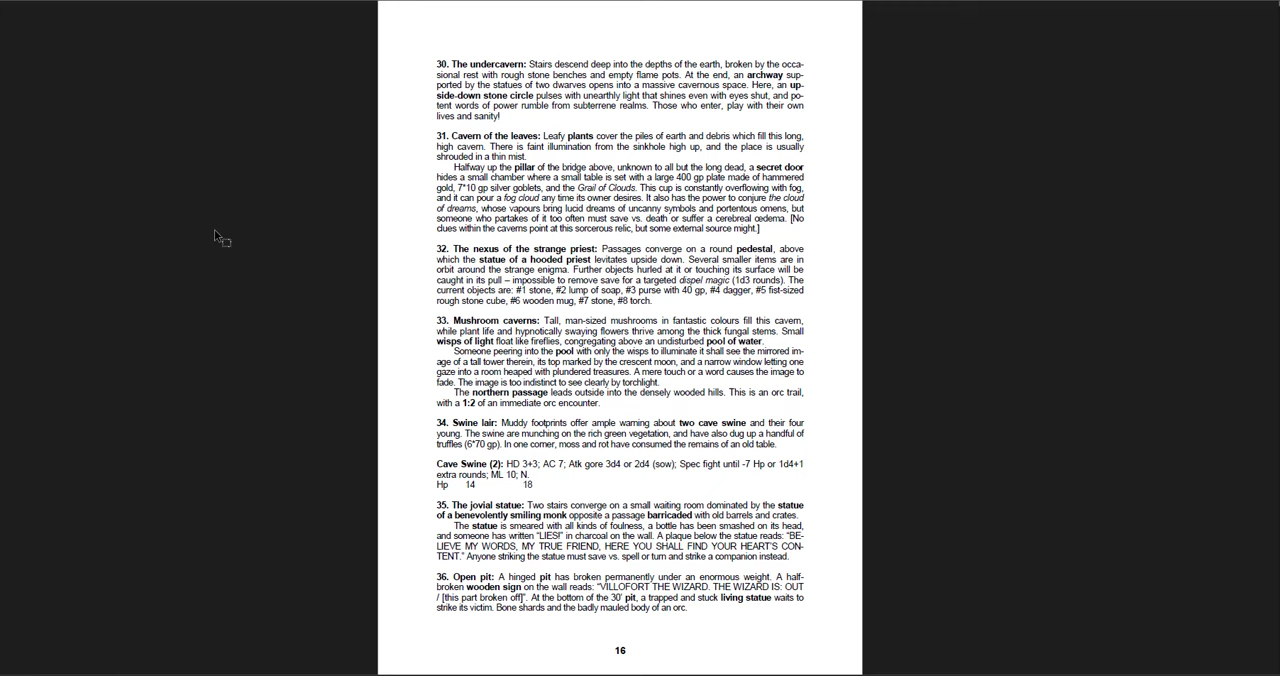 30. The undercavern: Stairs descend deep into the depths of the earth, broken by the occa-
sional rest with rough stone benches and empty flame pots. At the end, an archway sup-
ported by the statues of two dwarves opens into a massive cavernous space. Here, an up-
side-down stone circle pulses with unearthly light that shines even with eyes shut, and po-
tent words of power rumble from subterrene realms. Those who enter, play with their own
lives and sanity!
31. Cavern of the leaves: Leafy plants cover the piles of earth and debris which fill this long,
high cavern. There is faint illumination from the sinkhole high up, and the place is usually
shrouded in a thin mist.
Halfway up the pillar of the bridge above, unknown to all but the long dead, a secret door
hides a small chamber where a small table is set with a large 400 gp plate made of hammered
gold, 7*10 gp silver goblets, and the Grail of Clouds. This cup is constantly overflowing with fog,
and it can pour a fog cloud any time its owner desires. It also has the power to conjure the cloud
of dreams, whose vapours bring lucid dreams of uncanny symbols and portentous omens, but
someone who partakes of it too often must save vs. death or suffer a cerebral œdema. [No
clues within the caverns point at this sorcerous relic, but some external source might.]
32. The nexus of the strange priest: Passages converge on a round pedestal, above
which the statue of a hooded priest levitates upside down. Several smaller items are in
orbit around the strange enigma. Further objects hurled at it or touching its surface will be
caught in its pull – impossible to remove save for a targeted dispel magic (1d3 rounds). The
current objects are: #1 stone, #2 lump of soap, #3 purse with 40 gp, #4 dagger, #5 fist-sized
rough stone cube, #6 wooden mug, #7 stone, #8 torch.
33. Mushroom caverns: Tall, man-sized mushrooms in fantastic colours fill this cavern,
while plant life and hypnotically swaying flowers thrive among the thick fungal stems. Small
wisps of light float like fireflies, congregating above an undisturbed pool of water.
Someone peering into the pool with only the wisps to illuminate it shall see the mirrored im-
age of a tall tower therein, its top marked by the crescent moon, and a narrow window letting one
gaze into a room heaped with plundered treasures. A mere touch or a word causes the image to
fade. The image is too indistinct to see clearly by torchlight.
The northern passage leads outside into the densely wooded hills. This is an orc trail,
with a 1:2 of an immediate orc encounter.
34. Swine lair: Muddy footprints offer ample warning about two cave swine and their four
young. The swine are munching on the rich green vegetation, and have also dug up a handful of
truffles (6*70 gp). In one corner, moss and rot have consumed the remains of an old table.
Cave Swine (2): HD 3+3; AC 7; Atk gore 3d4 or 2d4 (sow); Spec fight until -7 Hp or 1d4+1
extra rounds; ML 10; N.
Hp 14 18
35. The jovial statue: Two stairs converge on a small waiting room dominated by the statue
of a benevolently smiling monk opposite a passage barricaded with old barrels and crates.
The statue is smeared with all kinds of foulness, a bottle has been smashed on its head,
and someone has written “LIES!” in charcoal on the wall. A plaque below the statue reads: “BE-
LIEVE MY WORDS, MY TRUE FRIEND, HERE YOU SHALL FIND YOUR HEART'S CON-
TENT.” Anyone striking the statue must save vs. spell or turn and strike a companion instead.
36. Open pit: A hinged pit has broken permanently under an enormous weight. A half-
broken wooden sign on the wall reads: “VILLOFORT THE WIZARD. THE WIZARD IS: OUT
/ [this part broken off]”. At the bottom of the 30' pit, a trapped and stuck living statue waits to
strike its victim. Bone shards and the badly mauled body of an orc.
16